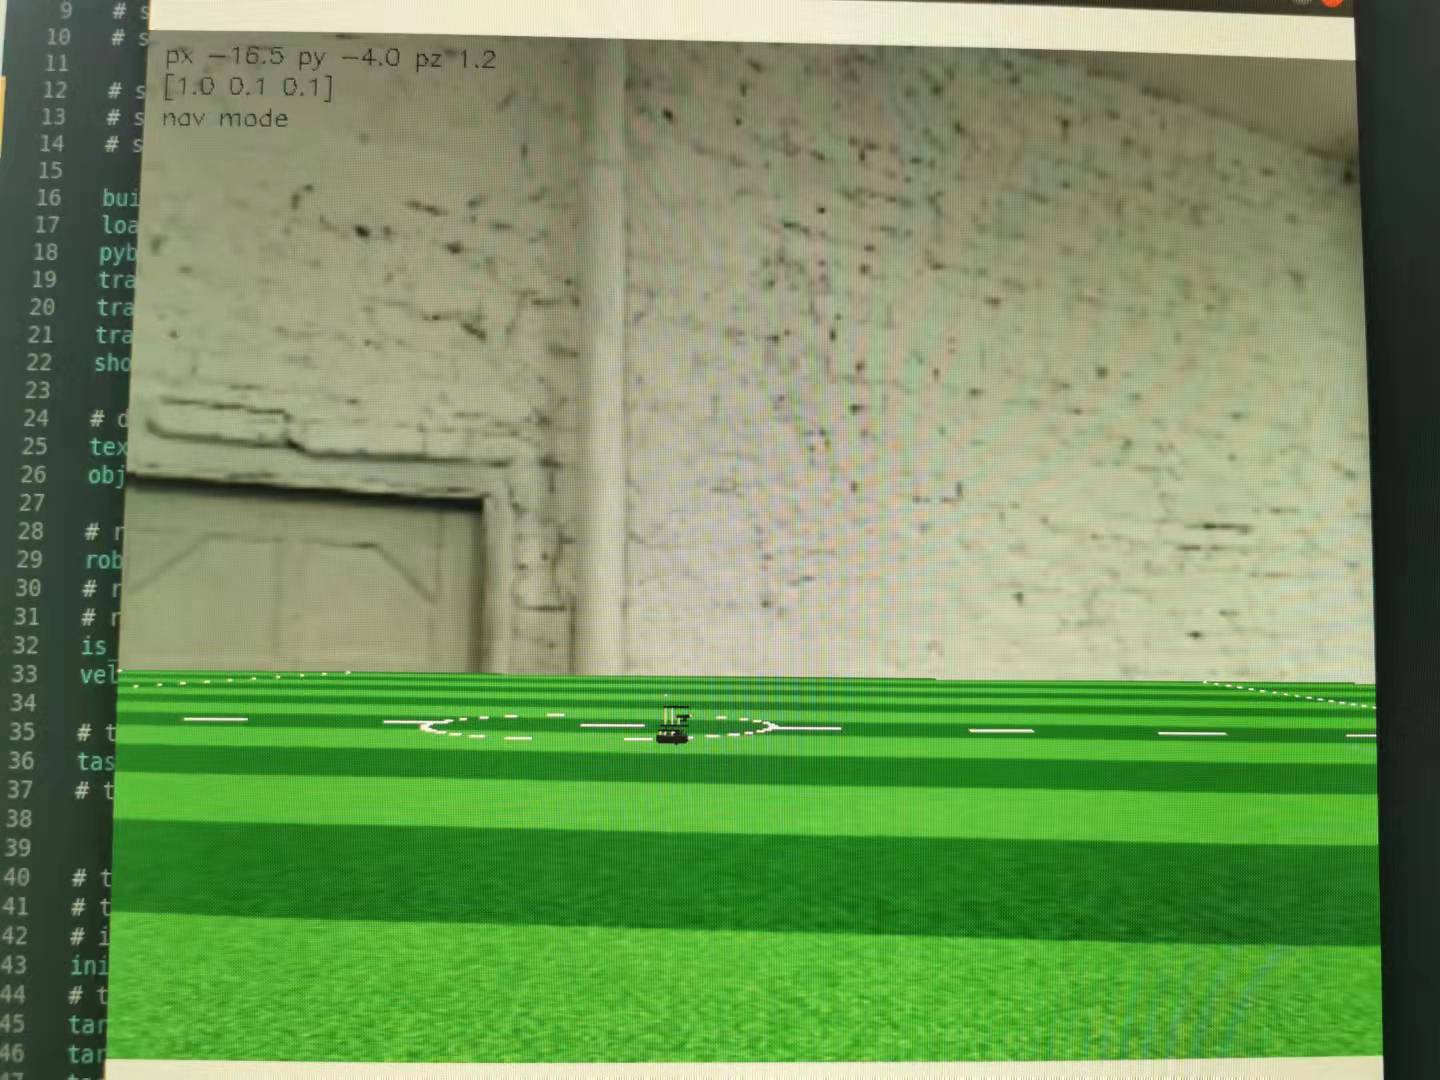 px -16.5 py -4.0 pz 1.2
[1.0 0.1 0.1]
nav mode
9 # s
10 # s
11
12 # s
13 # s
14 # s
15
16 bui
17 loa
18 pyb
19 tra
20 tra
21 tra
22 sho
23
24 # d
25 tex
26 obj
27
28 # r
29 rob
30 # r
31 # r
32 is_
33 vel
34
35 # t
36 tas
37 # t
38
39
40 # t
41 # t
42 # i
43 ini
44 # t
45 tar
46 tar